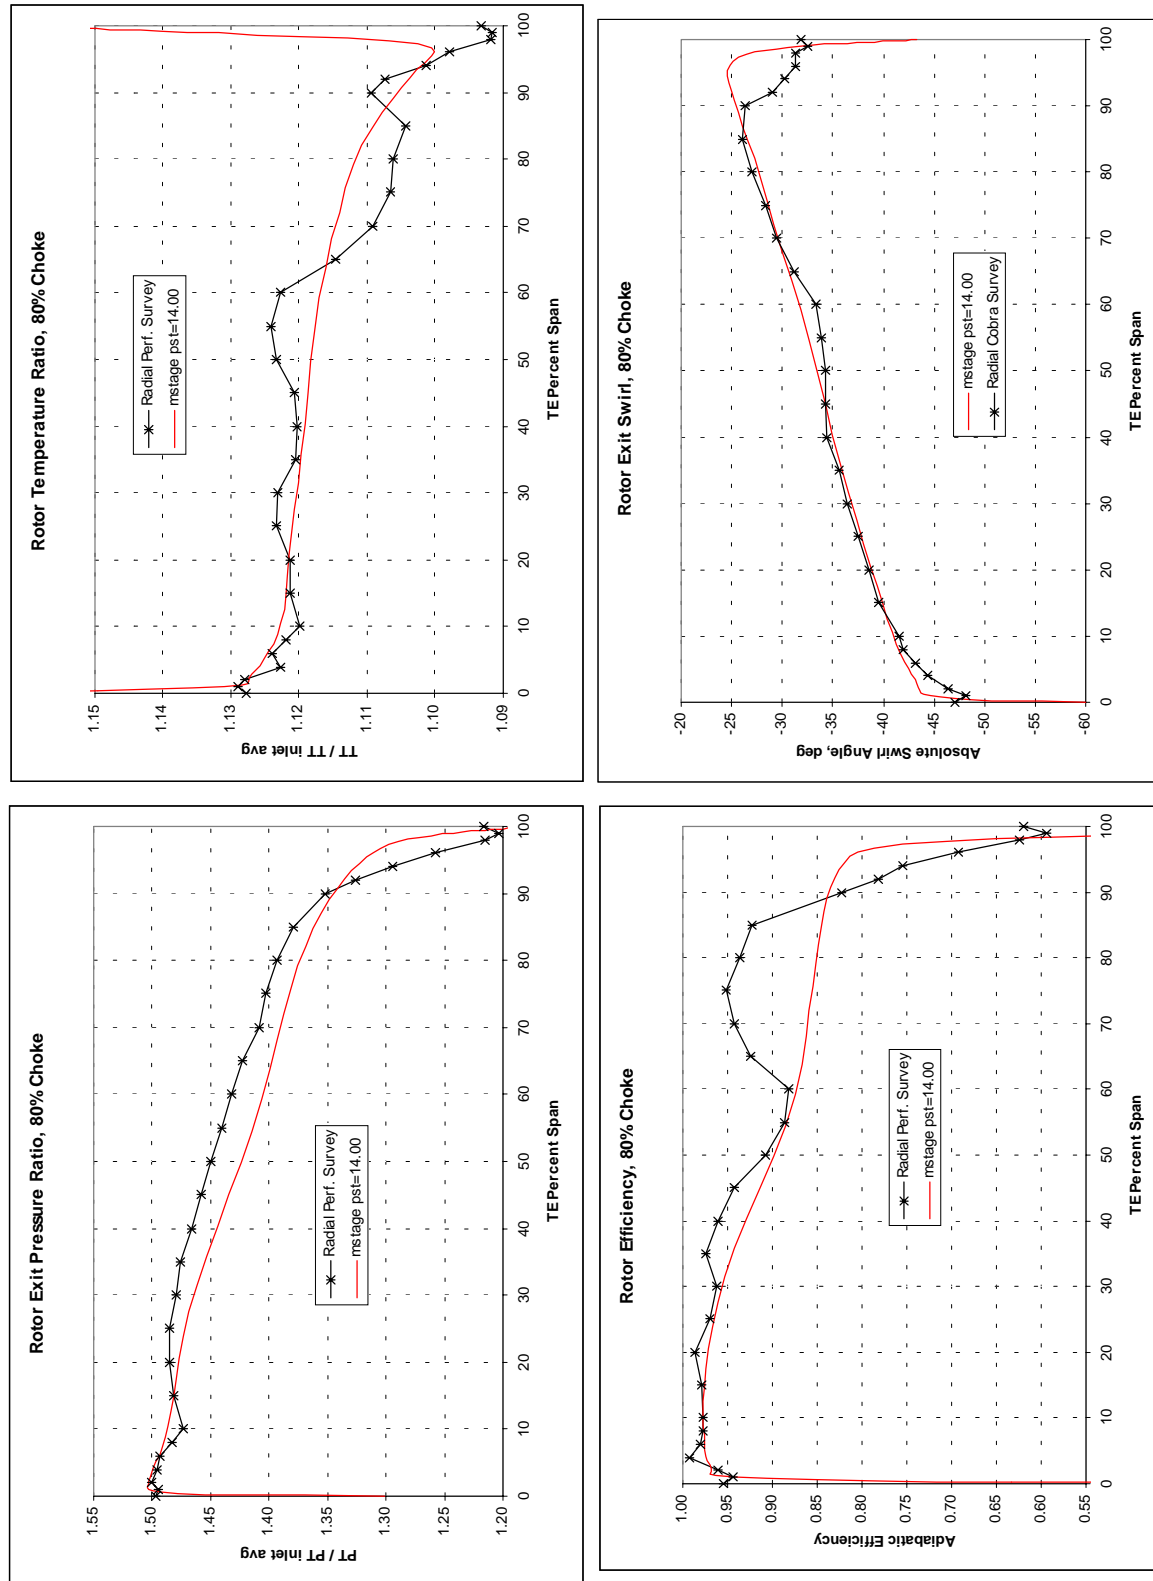 Rotor Exit Pressure Ratio, 80% Choke
PT / PT inlet avg
1.55
1.50
1.45
1.40
1.35
1.30
1.25
1.20
Radial Perf. Survey
mstage pst=14.00
0 10 20 30 40 50 60 70 80 90 100
TE Percent Span
Rotor Temperature Ratio, 80% Choke
TT / TT inlet avg
1.15
1.14
1.13
1.12
1.11
1.10
1.09
Radial Perf. Survey
mstage pst=14.00
0 10 20 30 40 50 60 70 80 90 100
TE Percent Span
Rotor Efficiency, 80% Choke
Adiabatic Efficiency
1.00
0.95
0.90
0.85
0.80
0.75
0.70
0.65
0.60
0.55
Radial Perf. Survey
mstage pst=14.00
0 10 20 30 40 50 60 70 80 90 100
TE Percent Span
Rotor Exit Swirl, 80% Choke
Absolute Swirl Angle, deg
-20
-25
-30
-35
-40
-45
-50
-55
-60
mstage pst=14.00
Radial Cobra Survey
0 10 20 30 40 50 60 70 80 90 100
TE Percent Span